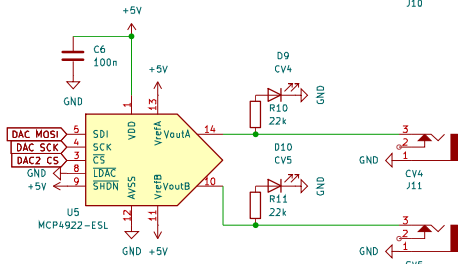 J10
+5V
C6
100n
GND
+5V
D9
CV4
GND
R10
22k
1
13
VDD
VrefA
VoutA
14
DAC MOSI
5
SDI
DAC SCK
4
SCK
DAC2 CS
3
CS
GND
8
LDAC
+5V
9
SHDN
AVSS
VrefB
VoutB
10
U5
MCP4922-ESL
12
11
GND
+5V
D10
CV5
GND
R11
22k
3
2
GND
1
CV4
J11
3
2
GND
1